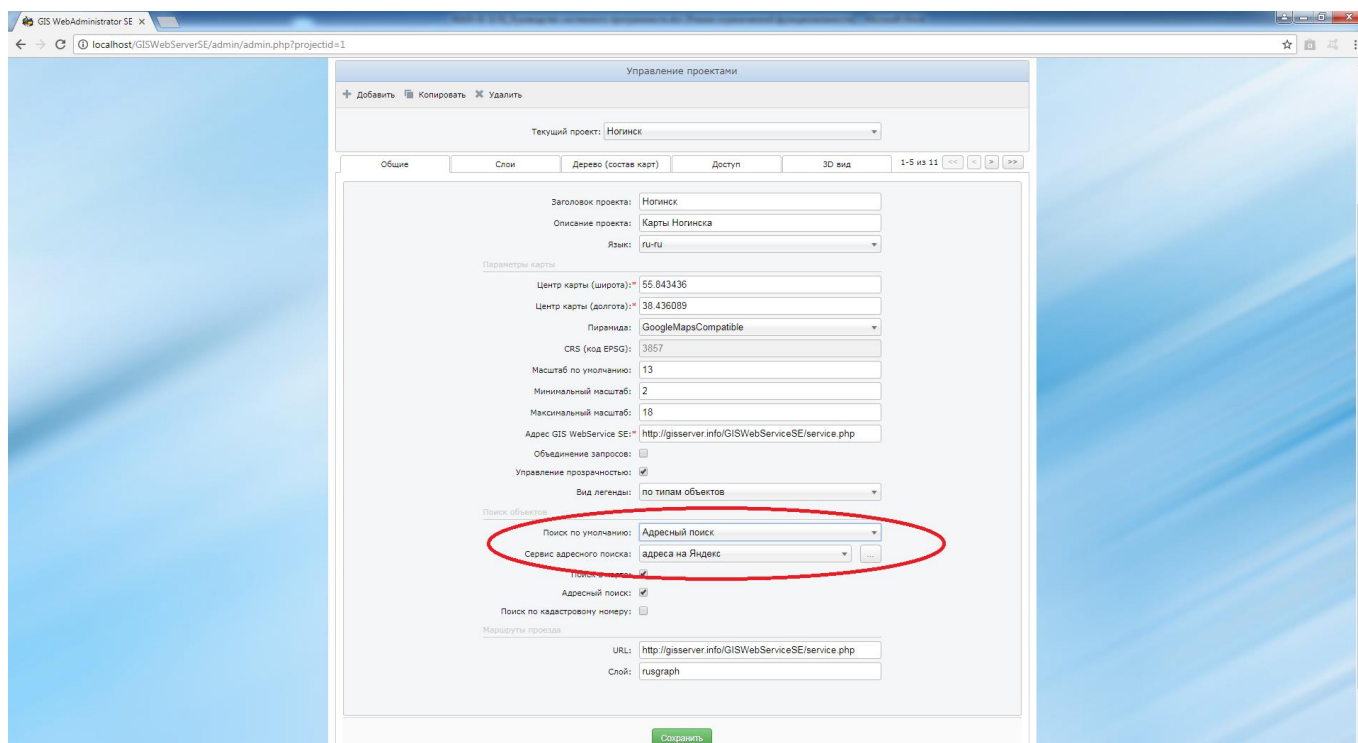 GIS WebAdministrator SE
localhost/GISWebServerSE/admin/admin.php?projectid=1
Управление проектами
Добавить Копировать Удалить
Текущий проект: Ногинск
Общие Слои Дерево (состав карт) Доступ 3D вид 1-5 из 11 << < > >>
Заголовок проекта: Ногинск
Описание проекта: Карты Ногинска
Язык: ru-ru
Параметры карты
Центр карты (широта):* 55.843436
Центр карты (долгота):* 38.436089
Пирамида: GoogleMapsCompatible
CRS (код EPSG): 3857
Масштаб по умолчанию: 13
Минимальный масштаб: 2
Максимальный масштаб: 18
Адрес GIS WebService SE:* http://gisserver.info/GISWebServiceSE/service.php
Объединение запросов:
Управление прозрачностью:
Вид легенды: по типам объектов
Поиск объектов
Поиск по умолчанию: Адресный поиск
Сервис адресного поиска: адреса на Яндекс ...
Поиск в карте:
Адресный поиск:
Поиск по кадастровому номеру:
Маршруты проезда
URL: http://gisserver.info/GISWebServiceSE/service.php
Слой: rusgraph
Сохранить